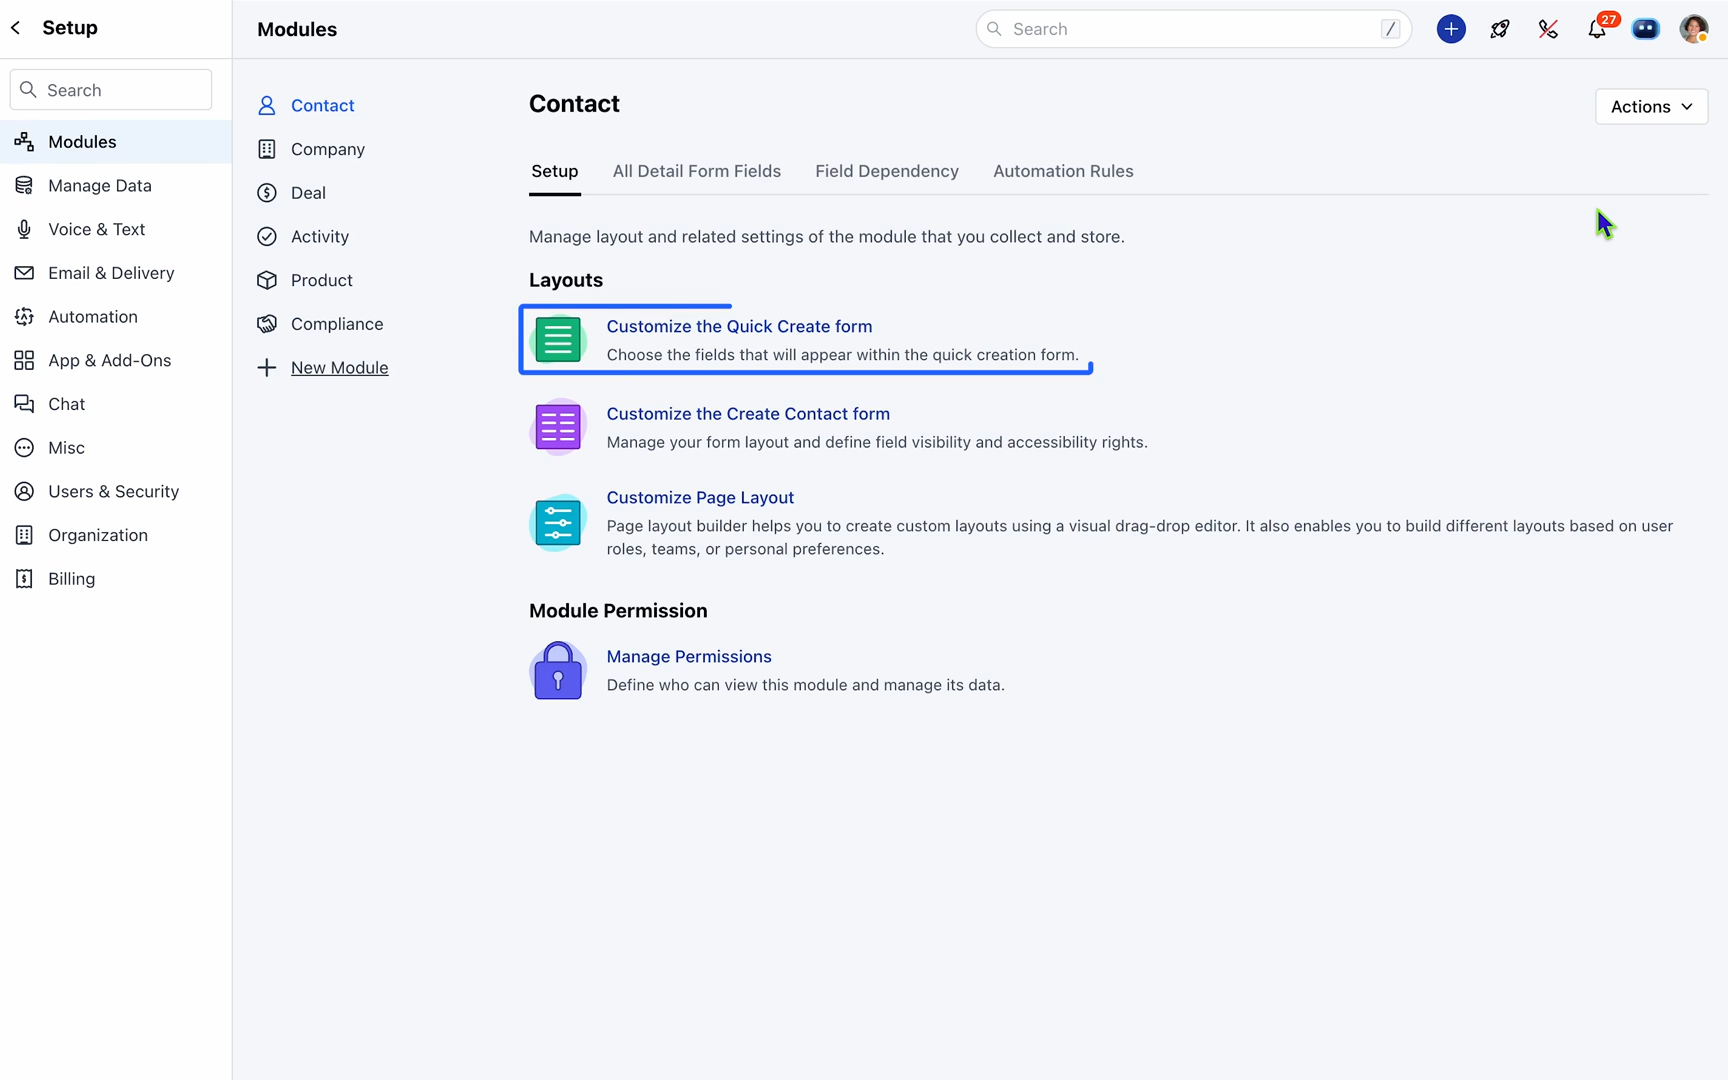 Setup
Search
Modules
Manage Data
Voice & Text
Email & Delivery
Automation
App & Add-Ons
Chat
Misc
Users & Security
Organization
Billing
Modules
Search /
27
Contact
Company
Deal
Activity
Product
Compliance
New Module
Contact
Actions
Setup All Detail Form Fields Field Dependency Automation Rules
Manage layout and related settings of the module that you collect and store.
Layouts
Customize the Quick Create form
Choose the fields that will appear within the quick creation form.
Customize the Create Contact form
Manage your form layout and define field visibility and accessibility rights.
Customize Page Layout
Page layout builder helps you to create custom layouts using a visual drag-drop editor. It also enables you to build different layouts based on user
roles, teams, or personal preferences.
Module Permission
Manage Permissions
Define who can view this module and manage its data.